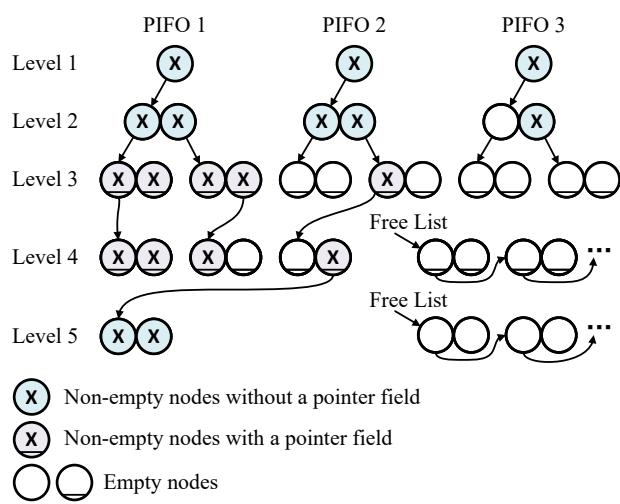 PIFO 1 PIFO 2 PIFO 3
Level 1 X X X
Level 2 X X X X X
Level 3 X X X X X
Level 4 X X X X Free List ...
Level 5 X X Free List ...
X Non-empty nodes without a pointer field
X Non-empty nodes with a pointer field
Empty nodes